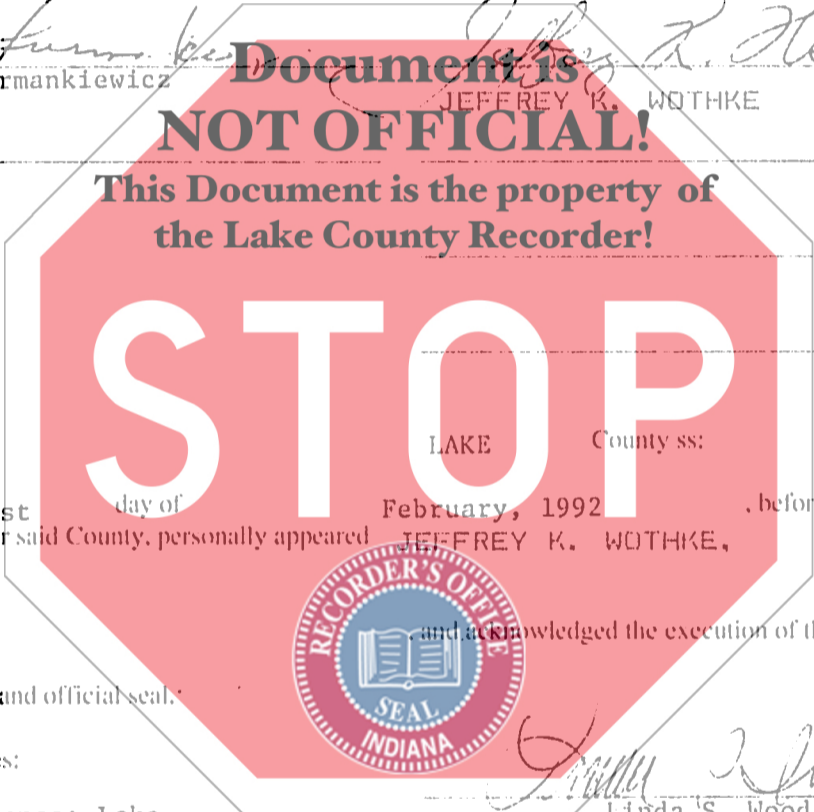 Document is
rmankiewicz
JEFFREY K. WOTHKE
NOT OFFICIAL!
This Document is the property of
the Lake County Recorder!
STOP
LAKE County ss:
st day of February, 1992 , befor
r said County, personally appeared JEFFREY K. WOTHKE,
RECORDER'S OFFICE
, and acknowledged the execution of th
SEAL
and official seal.
INDIANA
s:
Linda S. Wood